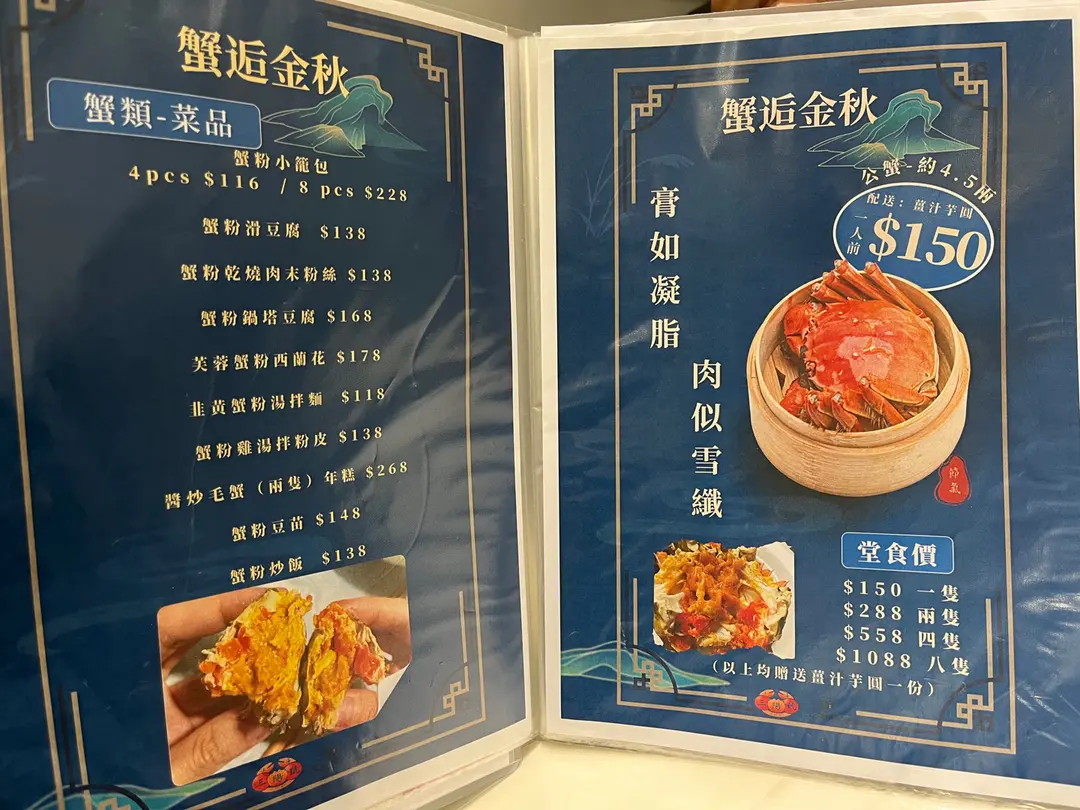 蟹逅金秋
蟹類-菜品
蟹粉小籠包
4pcs $116 / 8 pcs $228
蟹粉滑豆腐 $138
蟹粉乾燒肉末粉絲 $138
蟹粉鍋塔豆腐 $168
芙蓉蟹粉西蘭花 $178
韭黃蟹粉湯拌麵 $118
蟹粉雞湯拌粉皮 $138
醬炒毛蟹（兩隻）年糕 $268
蟹粉豆苗 $148
蟹粉炒飯 $138
蟹逅金秋
公蟹-約4.5兩
配送：薑汁芋圓
一人前 $150
膏如凝脂
肉似雪纖
節氣
堂食價
$150 一隻
$288 兩隻
$558 四隻
$1088 八隻
（以上均贈送薑汁芋圓一份）